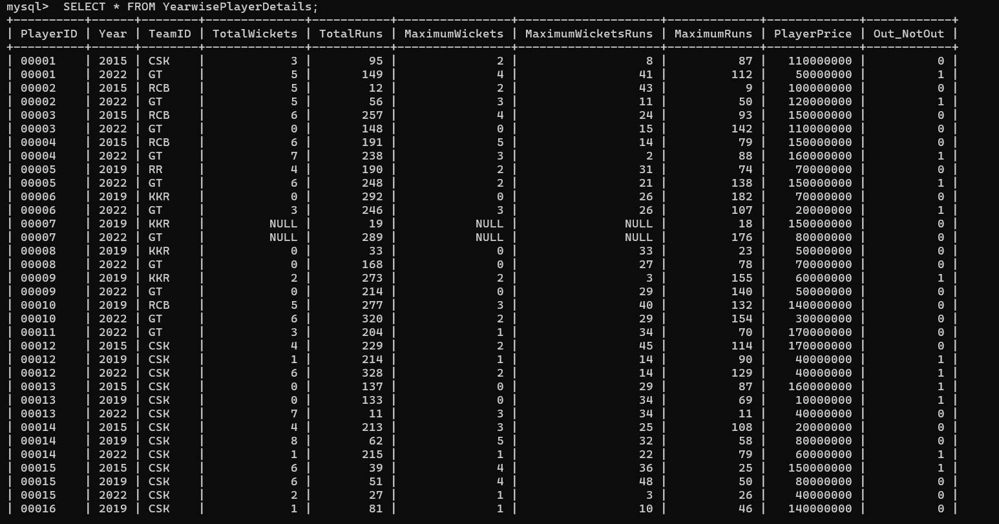 mysql>  SELECT * FROM YearwisePlayerDetails;
+----------+------+--------+--------------+-----------+----------------+--------------------+-------------+-------------+------------+
| PlayerID | Year | TeamID | TotalWickets | TotalRuns | MaximumWickets | MaximumWicketsRuns | MaximumRuns | PlayerPrice | Out_NotOut |
+----------+------+--------+--------------+-----------+----------------+--------------------+-------------+-------------+------------+
| 00001    | 2015 | CSK    |            3 |        95 |              2 |                  8 |          87 |   110000000 |          0 |
| 00001    | 2022 | GT     |            5 |       149 |              4 |                 41 |         112 |    50000000 |          1 |
| 00002    | 2015 | RCB    |            5 |        12 |              2 |                 43 |           9 |   100000000 |          0 |
| 00002    | 2022 | GT     |            5 |        56 |              3 |                 11 |          50 |   120000000 |          1 |
| 00003    | 2015 | RCB    |            6 |       257 |              4 |                 24 |          93 |   150000000 |          0 |
| 00003    | 2022 | GT     |            0 |       148 |              0 |                 15 |         142 |   110000000 |          0 |
| 00004    | 2015 | RCB    |            6 |       191 |              5 |                 14 |          79 |   150000000 |          0 |
| 00004    | 2022 | GT     |            7 |       238 |              3 |                  2 |          88 |   160000000 |          1 |
| 00005    | 2019 | RR     |            4 |       190 |              2 |                 31 |          74 |    70000000 |          0 |
| 00005    | 2022 | GT     |            6 |       248 |              2 |                 21 |         138 |   150000000 |          1 |
| 00006    | 2019 | KKR    |            0 |       292 |              0 |                 26 |         182 |    70000000 |          0 |
| 00006    | 2022 | GT     |            3 |       246 |              3 |                 26 |         107 |    20000000 |          1 |
| 00007    | 2019 | KKR    |         NULL |        19 |           NULL |               NULL |          18 |   150000000 |          0 |
| 00007    | 2022 | GT     |         NULL |       289 |           NULL |               NULL |         176 |    80000000 |          0 |
| 00008    | 2019 | KKR    |            0 |        33 |              0 |                 33 |          23 |    50000000 |          0 |
| 00008    | 2022 | GT     |            0 |       168 |              0 |                 27 |          78 |    70000000 |          0 |
| 00009    | 2019 | KKR    |            2 |       273 |              2 |                  3 |         155 |    60000000 |          1 |
| 00009    | 2022 | GT     |            0 |       214 |              0 |                 29 |         140 |    50000000 |          0 |
| 00010    | 2019 | RCB    |            5 |       277 |              3 |                 40 |         132 |   140000000 |          0 |
| 00010    | 2022 | GT     |            6 |       320 |              2 |                 29 |         154 |    30000000 |          0 |
| 00011    | 2022 | GT     |            3 |       204 |              1 |                 34 |          70 |   170000000 |          0 |
| 00012    | 2015 | CSK    |            4 |       229 |              2 |                 45 |         114 |   170000000 |          0 |
| 00012    | 2019 | CSK    |            1 |       214 |              1 |                 14 |          90 |    40000000 |          1 |
| 00012    | 2022 | CSK    |            6 |       328 |              2 |                 14 |         129 |    40000000 |          1 |
| 00013    | 2015 | CSK    |            0 |       137 |              0 |                 29 |          87 |   160000000 |          1 |
| 00013    | 2019 | CSK    |            0 |       133 |              0 |                 34 |          69 |    10000000 |          1 |
| 00013    | 2022 | CSK    |            7 |        11 |              3 |                 34 |          11 |    40000000 |          0 |
| 00014    | 2015 | CSK    |            4 |       213 |              3 |                 25 |         108 |    20000000 |          0 |
| 00014    | 2019 | CSK    |            8 |        62 |              5 |                 32 |          58 |    80000000 |          0 |
| 00014    | 2022 | CSK    |            1 |       215 |              1 |                 22 |          79 |    60000000 |          1 |
| 00015    | 2015 | CSK    |            6 |        39 |              4 |                 36 |          25 |   150000000 |          1 |
| 00015    | 2019 | CSK    |            6 |        51 |              4 |                 48 |          50 |    80000000 |          0 |
| 00015    | 2022 | CSK    |            2 |        27 |              1 |                  3 |          26 |    40000000 |          0 |
| 00016    | 2019 | CSK    |            1 |        81 |              1 |                 10 |          46 |   140000000 |          0 |